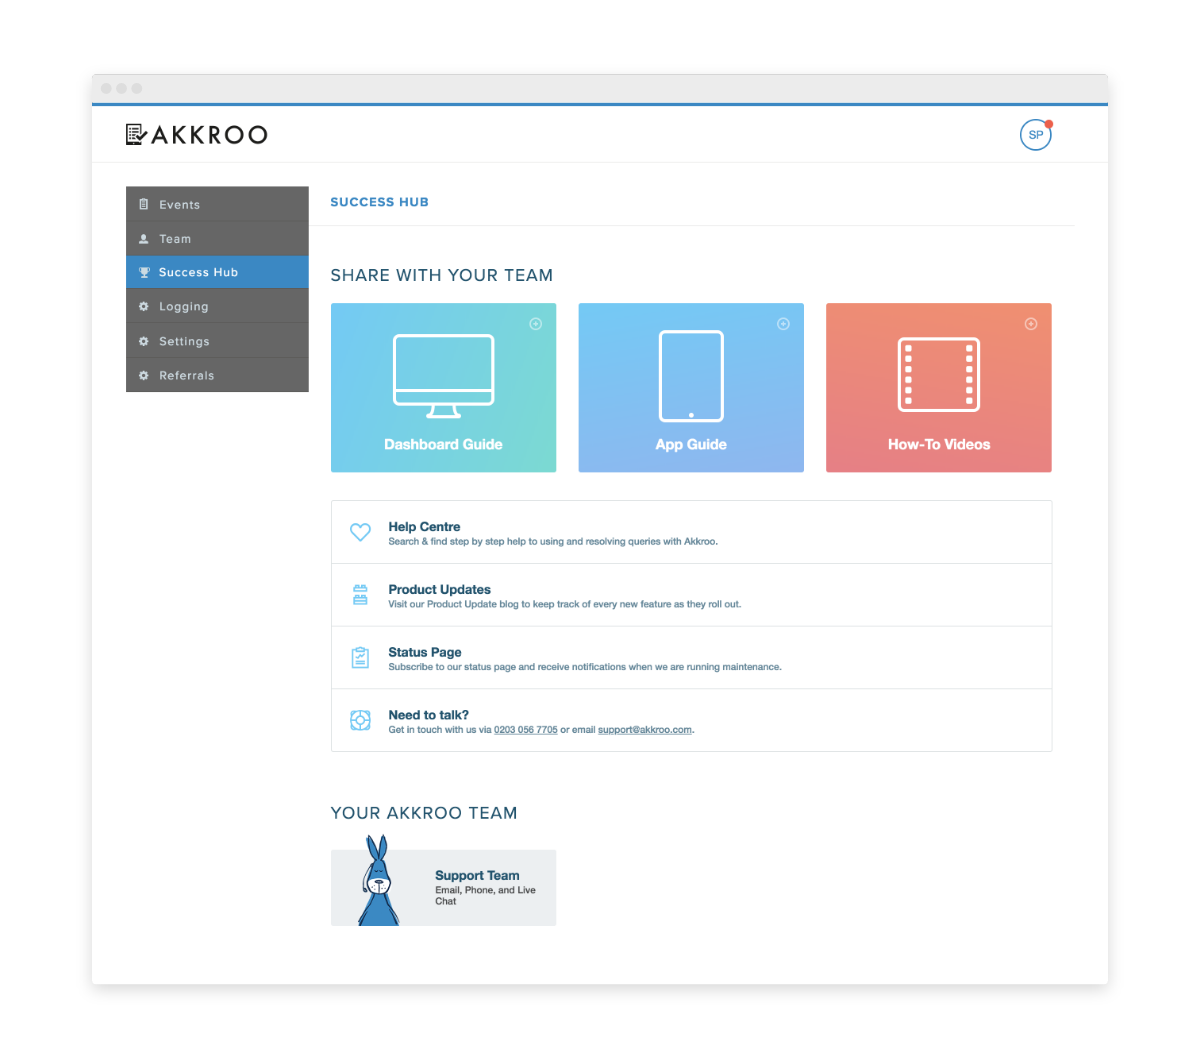 AKKROO
SP
Events
Team
Success Hub
Logging
Settings
Referrals
SUCCESS HUB
SHARE WITH YOUR TEAM
Dashboard Guide
App Guide
How-To Videos
Help Centre
Search & find step by step help to using and resolving queries with Akkroo.
Product Updates
Visit our Product Update blog to keep track of every new feature as they roll out.
Status Page
Subscribe to our status page and receive notifications when we are running maintenance.
Need to talk?
Get in touch with us via 0203 056 7705 or email support@akkroo.com.
YOUR AKKROO TEAM
Support Team
Email, Phone, and Live
Chat